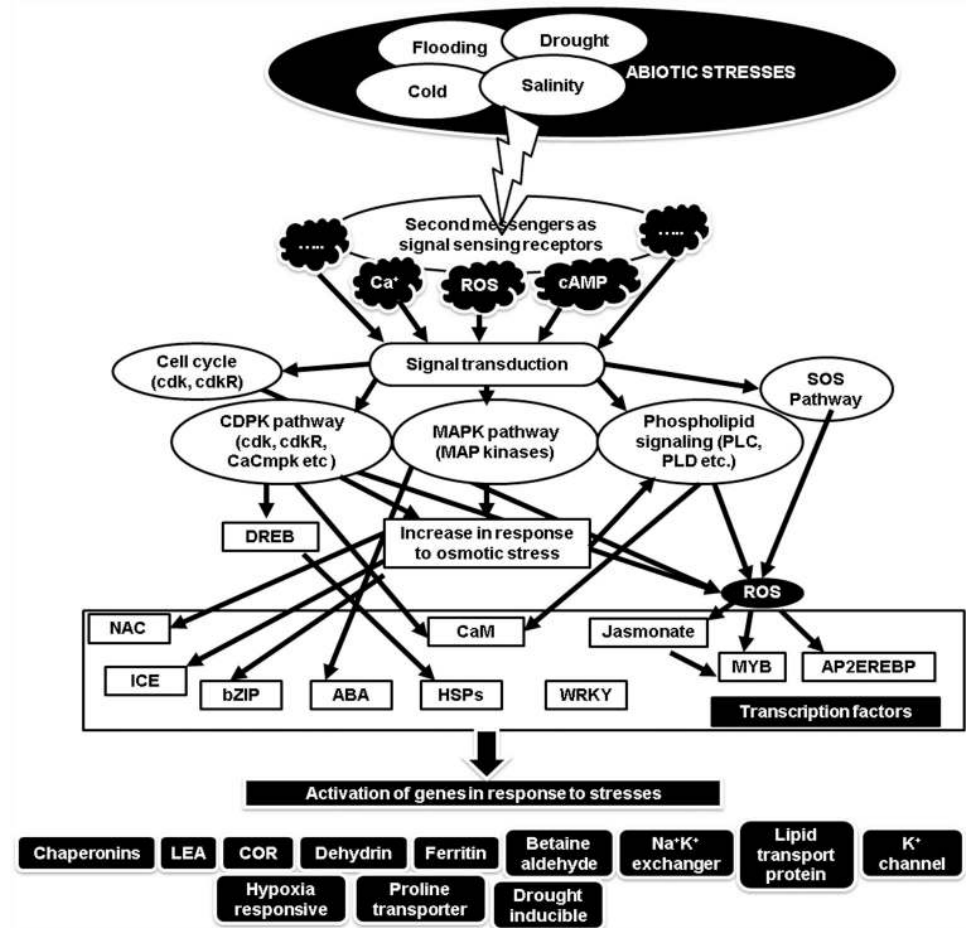 Flooding
Drought
Cold
Salinity
ABIOTIC STRESSES
Second messengers as
signal sensing receptors
.....
.....
Ca⁺
ROS
cAMP
Signal transduction
Cell cycle
(cdk, cdkR)
SOS
Pathway
CDPK pathway
(cdk, cdkR,
CaCmpk etc)
MAPK pathway
(MAP kinases)
Phospholipid
signaling (PLC,
PLD etc.)
DREB
Increase in response
to osmotic stress
ROS
NAC
CaM
Jasmonate
ICE
bZIP
ABA
HSPs
WRKY
MYB
AP2EREBP
Transcription factors
Activation of genes in response to stresses
Chaperonins
LEA
COR
Dehydrin
Ferritin
Betaine
aldehyde
Na⁺K⁺
exchanger
Lipid
transport
protein
K⁺
channel
Hypoxia
responsive
Proline
transporter
Drought
inducible